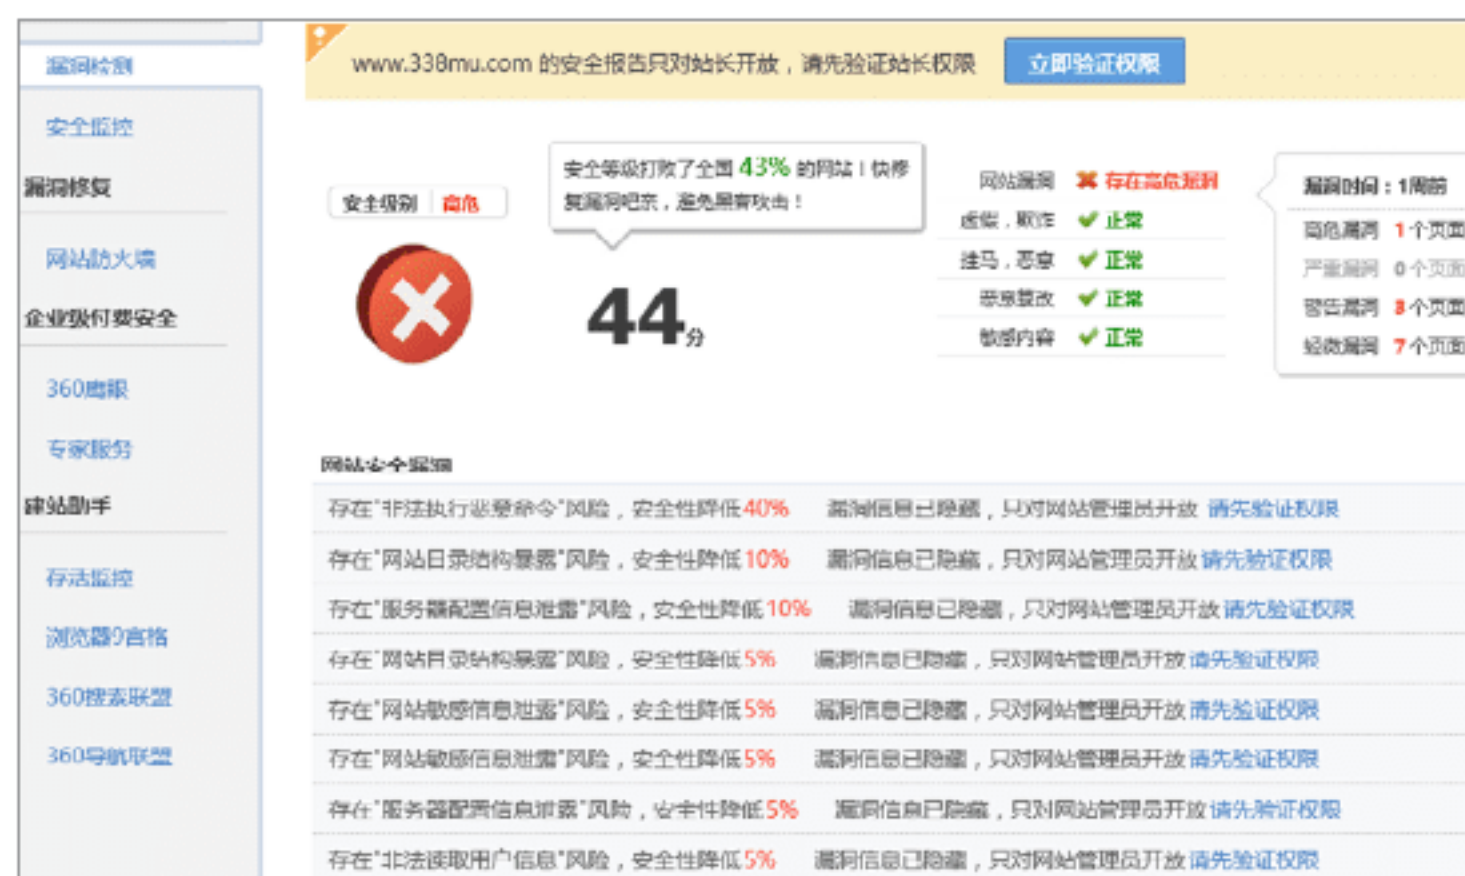 漏洞检测
安全监控
漏洞修复
网站防火墙
企业级付费安全
360鹰眼
专家服务
建站助手
存活监控
浏览器9宫格
360搜索联盟
360导航联盟
www.338mu.com 的安全报告只对站长开放，请先验证站长权限 立即验证权限
安全级别 高危
安全等级打败了全国 43% 的网站！快修
复漏洞吧亲，避免黑客攻击！
44分
网站漏洞 存在高危漏洞
虚假，欺诈 正常
挂马，恶意 正常
恶意篡改 正常
敏感内容 正常
漏洞时间：1周前
高危漏洞 1个页面
严重漏洞 0个页面
警告漏洞 3个页面
轻微漏洞 7个页面
网站安全漏洞
存在"非法执行恶意命令"风险，安全性降低40% 漏洞信息已隐藏，只对网站管理员开放 请先验证权限
存在"网站目录结构暴露"风险，安全性降低10% 漏洞信息已隐藏，只对网站管理员开放 请先验证权限
存在"服务器配置信息泄露"风险，安全性降低10% 漏洞信息已隐藏，只对网站管理员开放 请先验证权限
存在"网站目录结构暴露"风险，安全性降低5% 漏洞信息已隐藏，只对网站管理员开放 请先验证权限
存在"网站敏感信息泄露"风险，安全性降低5% 漏洞信息已隐藏，只对网站管理员开放 请先验证权限
存在"网站敏感信息泄露"风险，安全性降低5% 漏洞信息已隐藏，只对网站管理员开放 请先验证权限
存在"服务器配置信息泄露"风险，安全性降低5% 漏洞信息已隐藏，只对网站管理员开放 请先验证权限
存在"非法读取用户信息"风险，安全性降低5% 漏洞信息已隐藏，只对网站管理员开放 请先验证权限